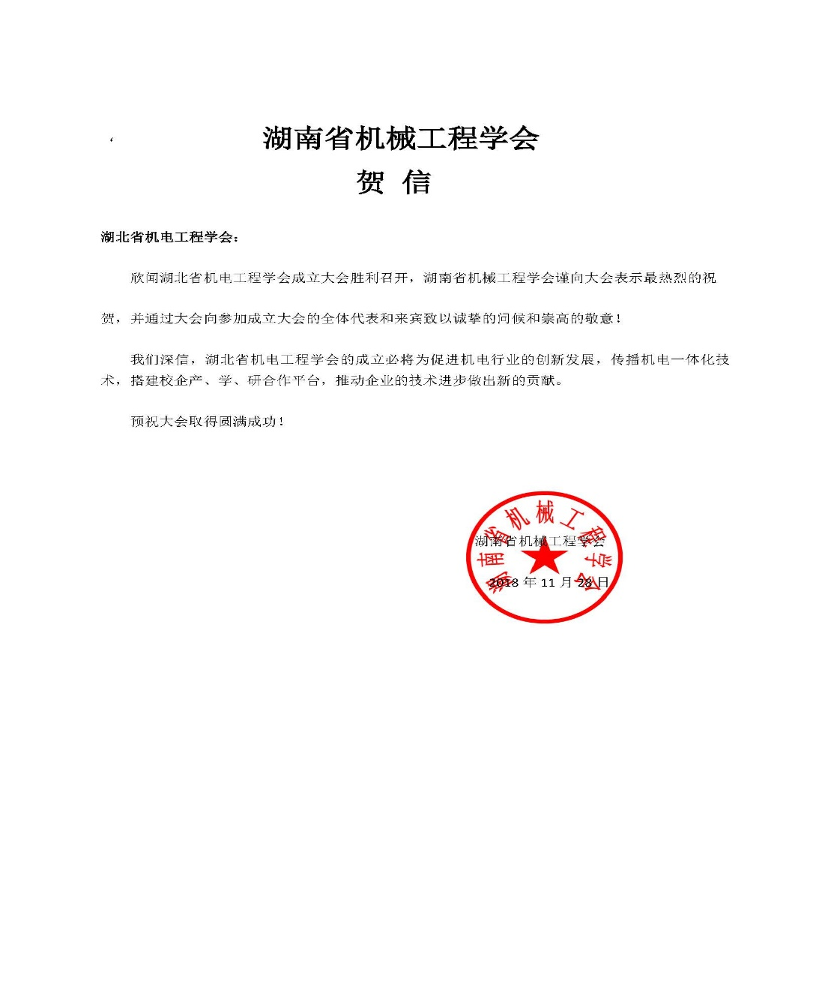 湖南省机械工程学会
贺 信
湖北省机电工程学会：
欣闻湖北省机电工程学会成立大会胜利召开，湖南省机械工程学会谨向大会表示最热烈的祝
贺，并通过大会向参加成立大会的全体代表和来宾致以诚挚的问候和崇高的敬意！
我们深信，湖北省机电工程学会的成立必将为促进机电行业的创新发展，传播机电一体化技
术，搭建校企产、学、研合作平台，推动企业的技术进步做出新的贡献。
预祝大会取得圆满成功！
湖南省机械工程学会
湖南省机械工程学会
2018 年 11 月 28 日